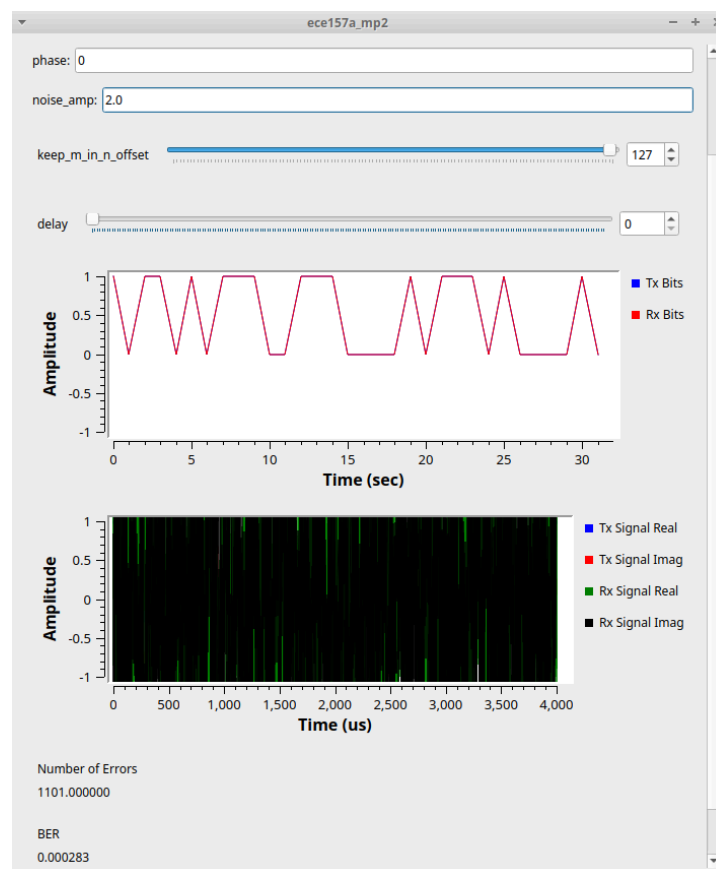 ece157a_mp2
phase: 0
noise_amp: 2.0
keep_m_in_n_offset 127
delay 0
1
0.5
0
-0.5
-1
Amplitude
Tx Bits
Rx Bits
0 5 10 15 20 25 30
Time (sec)
1
0.5
0
-0.5
-1
Amplitude
Tx Signal Real
Tx Signal Imag
Rx Signal Real
Rx Signal Imag
0 500 1,000 1,500 2,000 2,500 3,000 3,500 4,000
Time (us)
Number of Errors
1101.000000
BER
0.000283